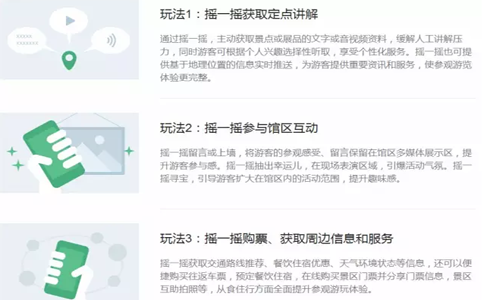 玩法1：摇一摇获取定点讲解
通过摇一摇，主动获取景点或展品的文字或音视频资料，缓解人工讲解压
力，同时游客可根据个人兴趣选择性听取，享受个性化服务。摇一摇也可提
供基于地理位置的信息实时推送，为游客提供重要资讯和服务，使参观游览
体验更完整。
玩法2：摇一摇参与馆区互动
摇一摇留言或上墙，将游客的参观感受、留言保留在馆区多媒体展示区，提
升游客参与感。摇一摇抽出幸运儿，在现场表演区域，引爆活动气氛。摇一
摇寻宝，引导游客扩大在馆区内的活动范围，提升趣味感。
玩法3：摇一摇购票、获取周边信息和服务
摇一摇获取交通路线推荐、餐饮住宿优惠、天气环境状态等信息，还可以便
捷购买往返车票，预定餐饮住宿，在线购买景区门票并分享门票信息，景区
互助拍照等，从食住行方面全面提升参观游玩体验。